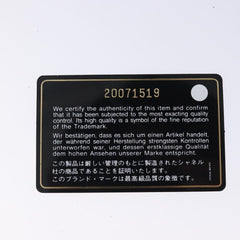 20071519
We certify the authenticity of this item and confirm
that it has been subjected to the most exacting quality
control. Its high quality is a symbol of the fine reputation
of the Trademark.
Wir bestätigen, dass es sich um einen Artikel handelt,
der während seiner Herstellung strengsten Kontrollen
unterworfen war, und dessen erstklassige Qualität
dem hohen Ansehen unserer Marke entspricht.
この製品は厳しい管理のもとに製造されたシャネル
社の商品であることを証明いたします。
このブランド・マークは最高級品質の象徴です。